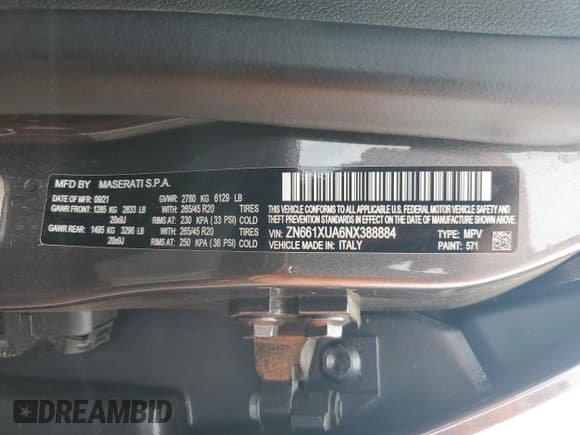 MFD BY MASERATI S.P.A.
DATE OF MFR: 09/21 GVWR: 2780 KG 6129 LB
GAWR FRONT: 1285 KG 2833 LB WITH: 265/45 R20 TIRES
20x9J RIMS AT: 230 KPA (33 PSI) COLD
GAWR REAR: 1495 KG 3296 LB WITH: 265/45 R20 TIRES
20x9J RIMS AT: 250 KPA (36 PSI) COLD
THIS VEHICLE CONFORMS TO ALL APPLICABLE
U.S.A. FEDERAL MOTOR VEHICLE SAFETY
BUMPER AND THEFT PREVENTION STANDARDS IN
EFFECT ON THE DATE OF MANUFACTURE SHOWN ABOVE
VIN: ZN661XUA6NX388884 TYPE: MPV
MADE IN: ITALY PAINT: 571
DREAMBID